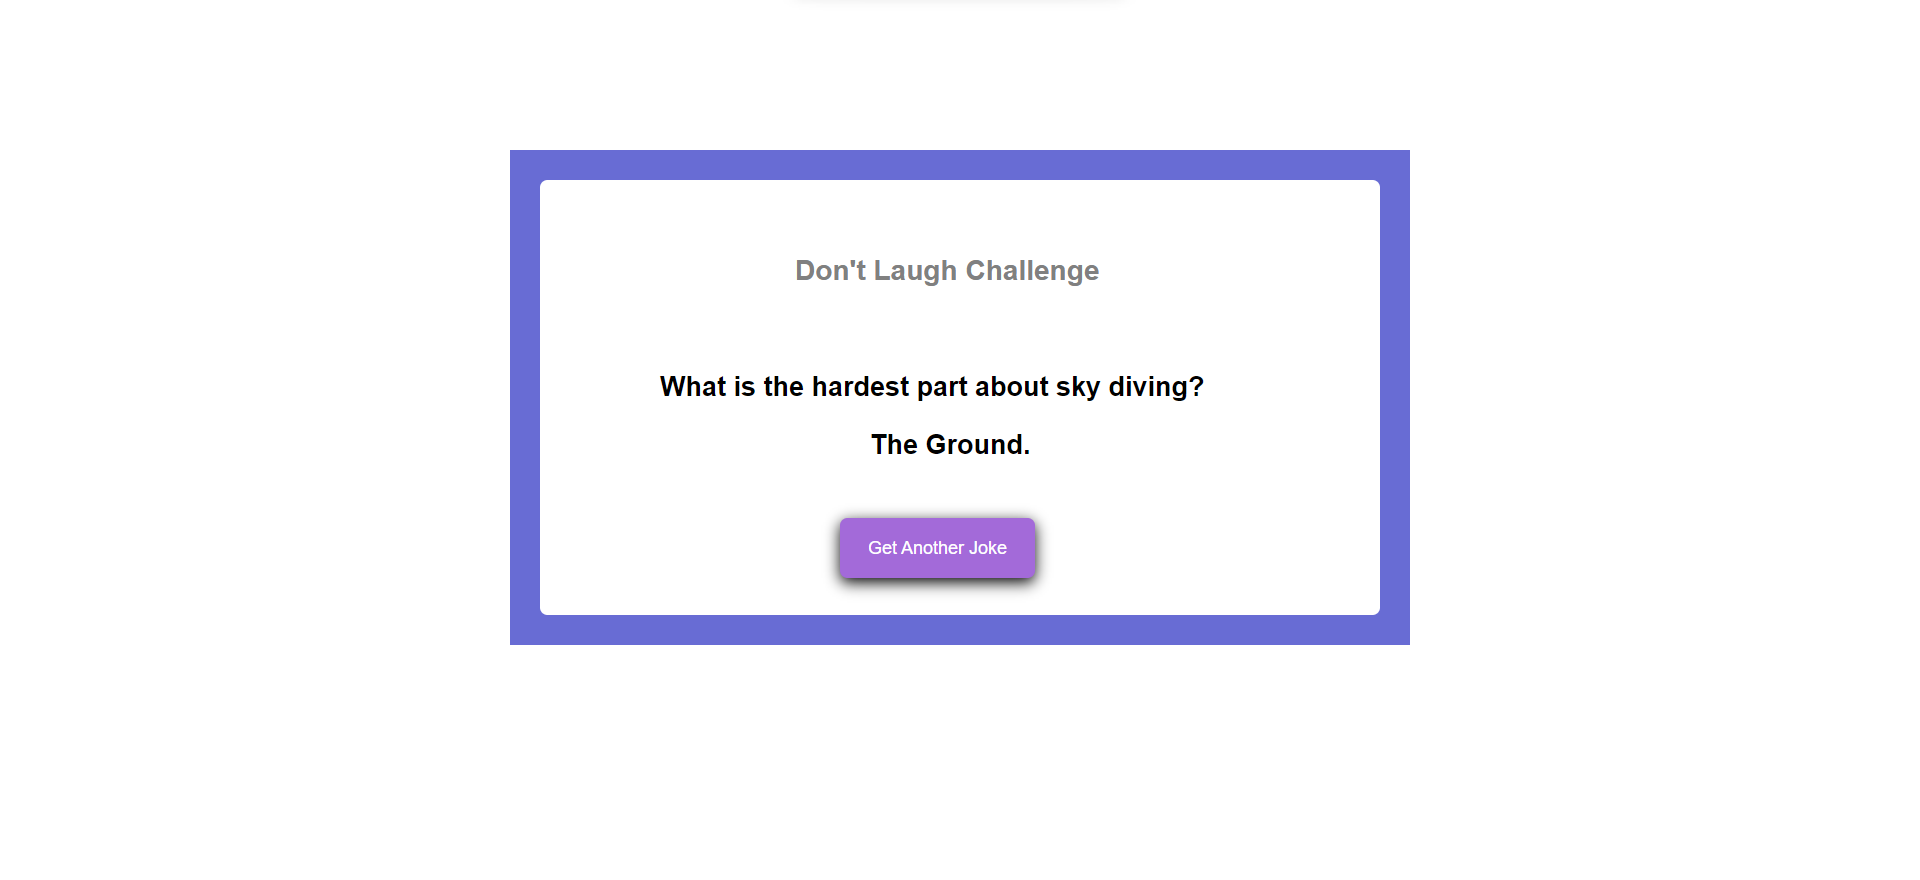 Don't Laugh Challenge
What is the hardest part about sky diving?
The Ground.
Get Another Joke